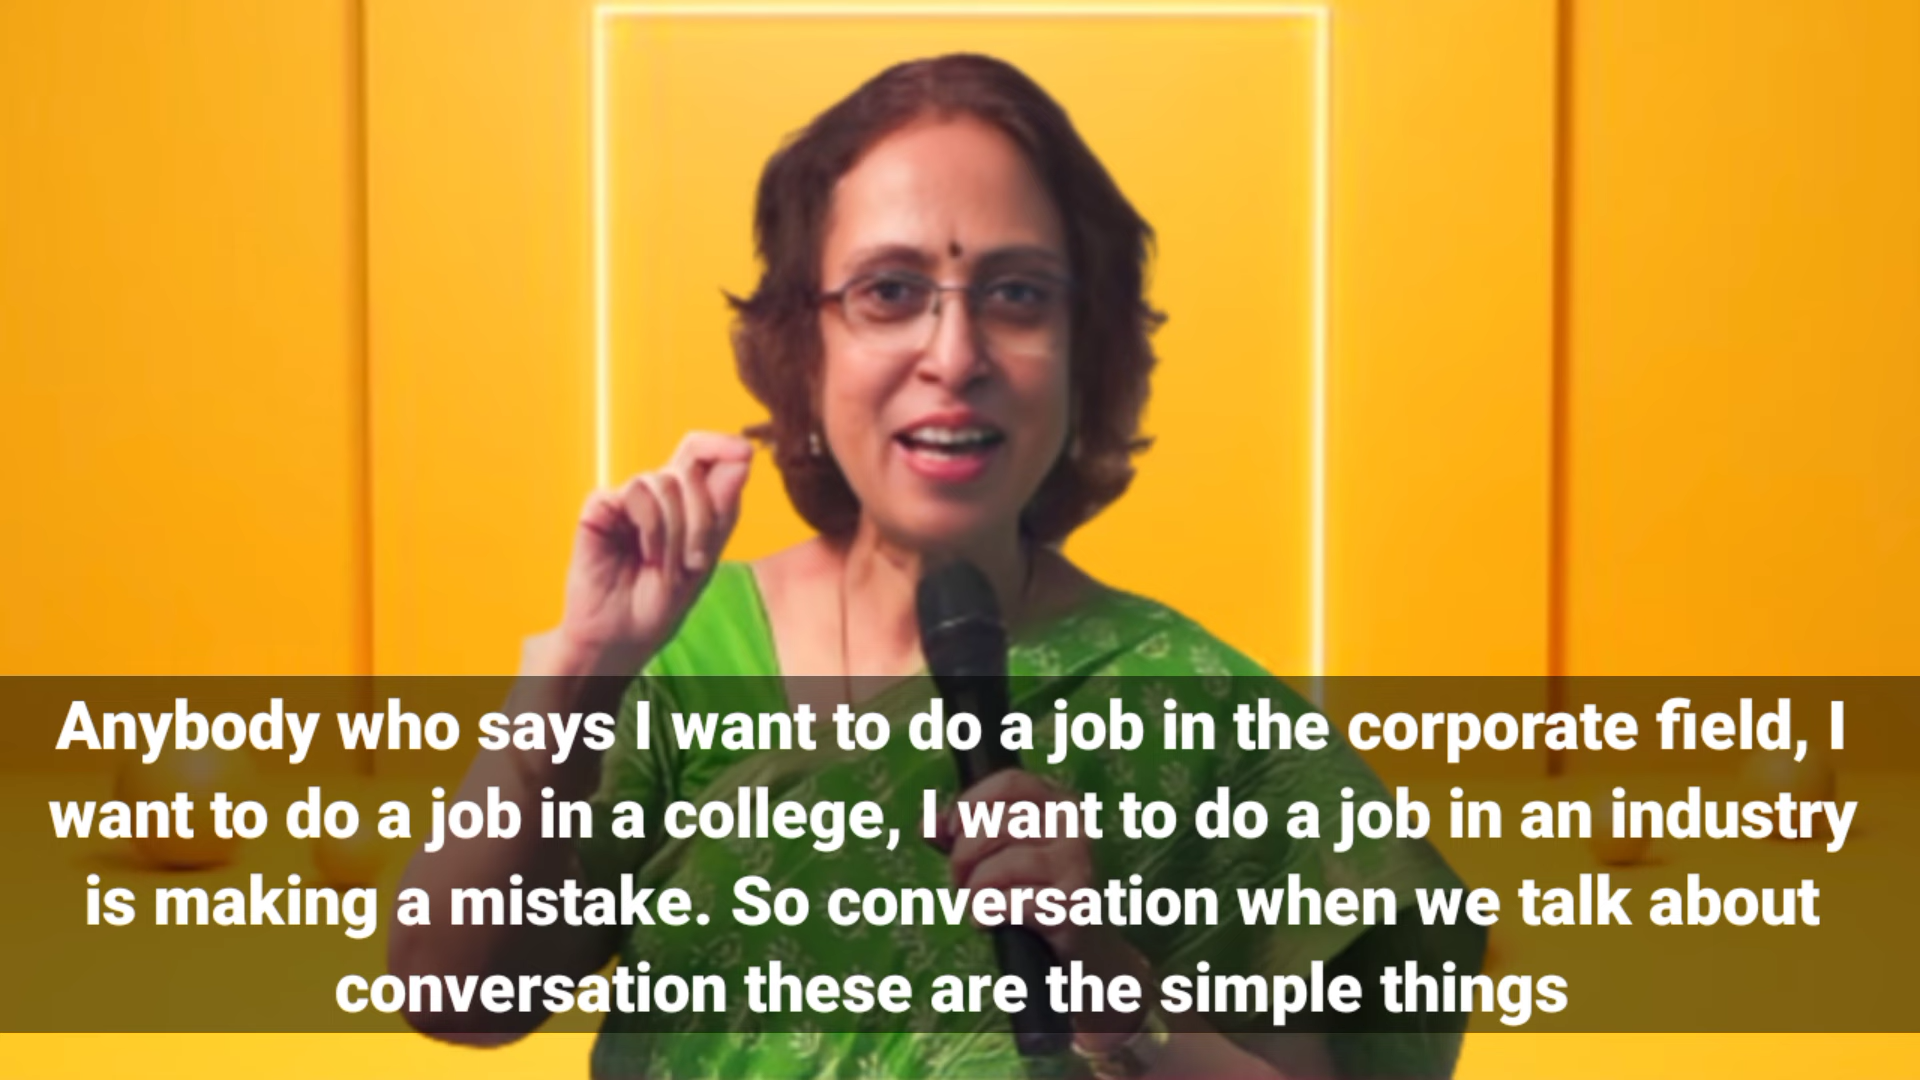 Anybody who says I want to do a job in the corporate field, I
want to do a job in a college, I want to do a job in an industry
is making a mistake. So conversation when we talk about
conversation these are the simple things